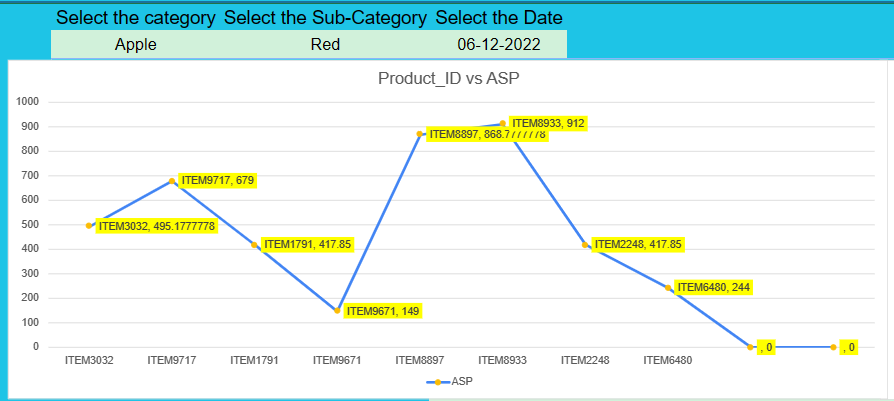 Select the category Select the Sub-Category Select the Date
Apple Red 06-12-2022
Product_ID vs ASP
1000
900
800
700
600
500
400
300
200
100
0
ITEM3032, 495.1777778
ITEM9717, 679
ITEM1791, 417.85
ITEM9671, 149
ITEM8897, 868.7777778
ITEM8933, 912
ITEM2248, 417.85
ITEM6480, 244
, 0
, 0
ITEM3032 ITEM9717 ITEM1791 ITEM9671 ITEM8897 ITEM8933 ITEM2248 ITEM6480
ASP